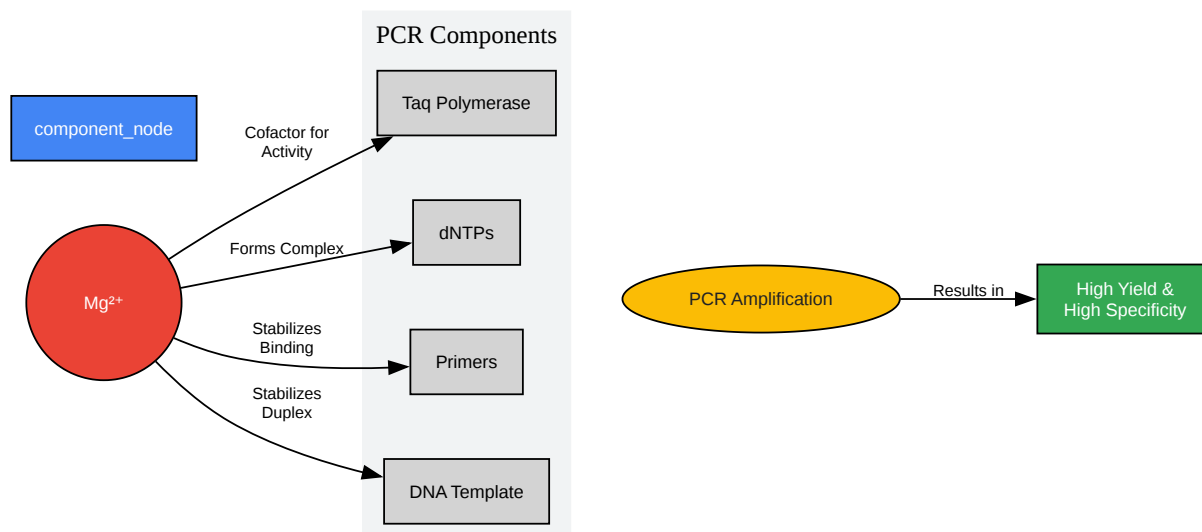 PCR Components
Taq Polymerase
component_node
Cofactor for
Activity
dNTPs
Forms Complex
Mg²⁺
PCR Amplification
Results in
High Yield &
High Specificity
Stabilizes
Binding
Primers
Stabilizes
Duplex
DNA Template